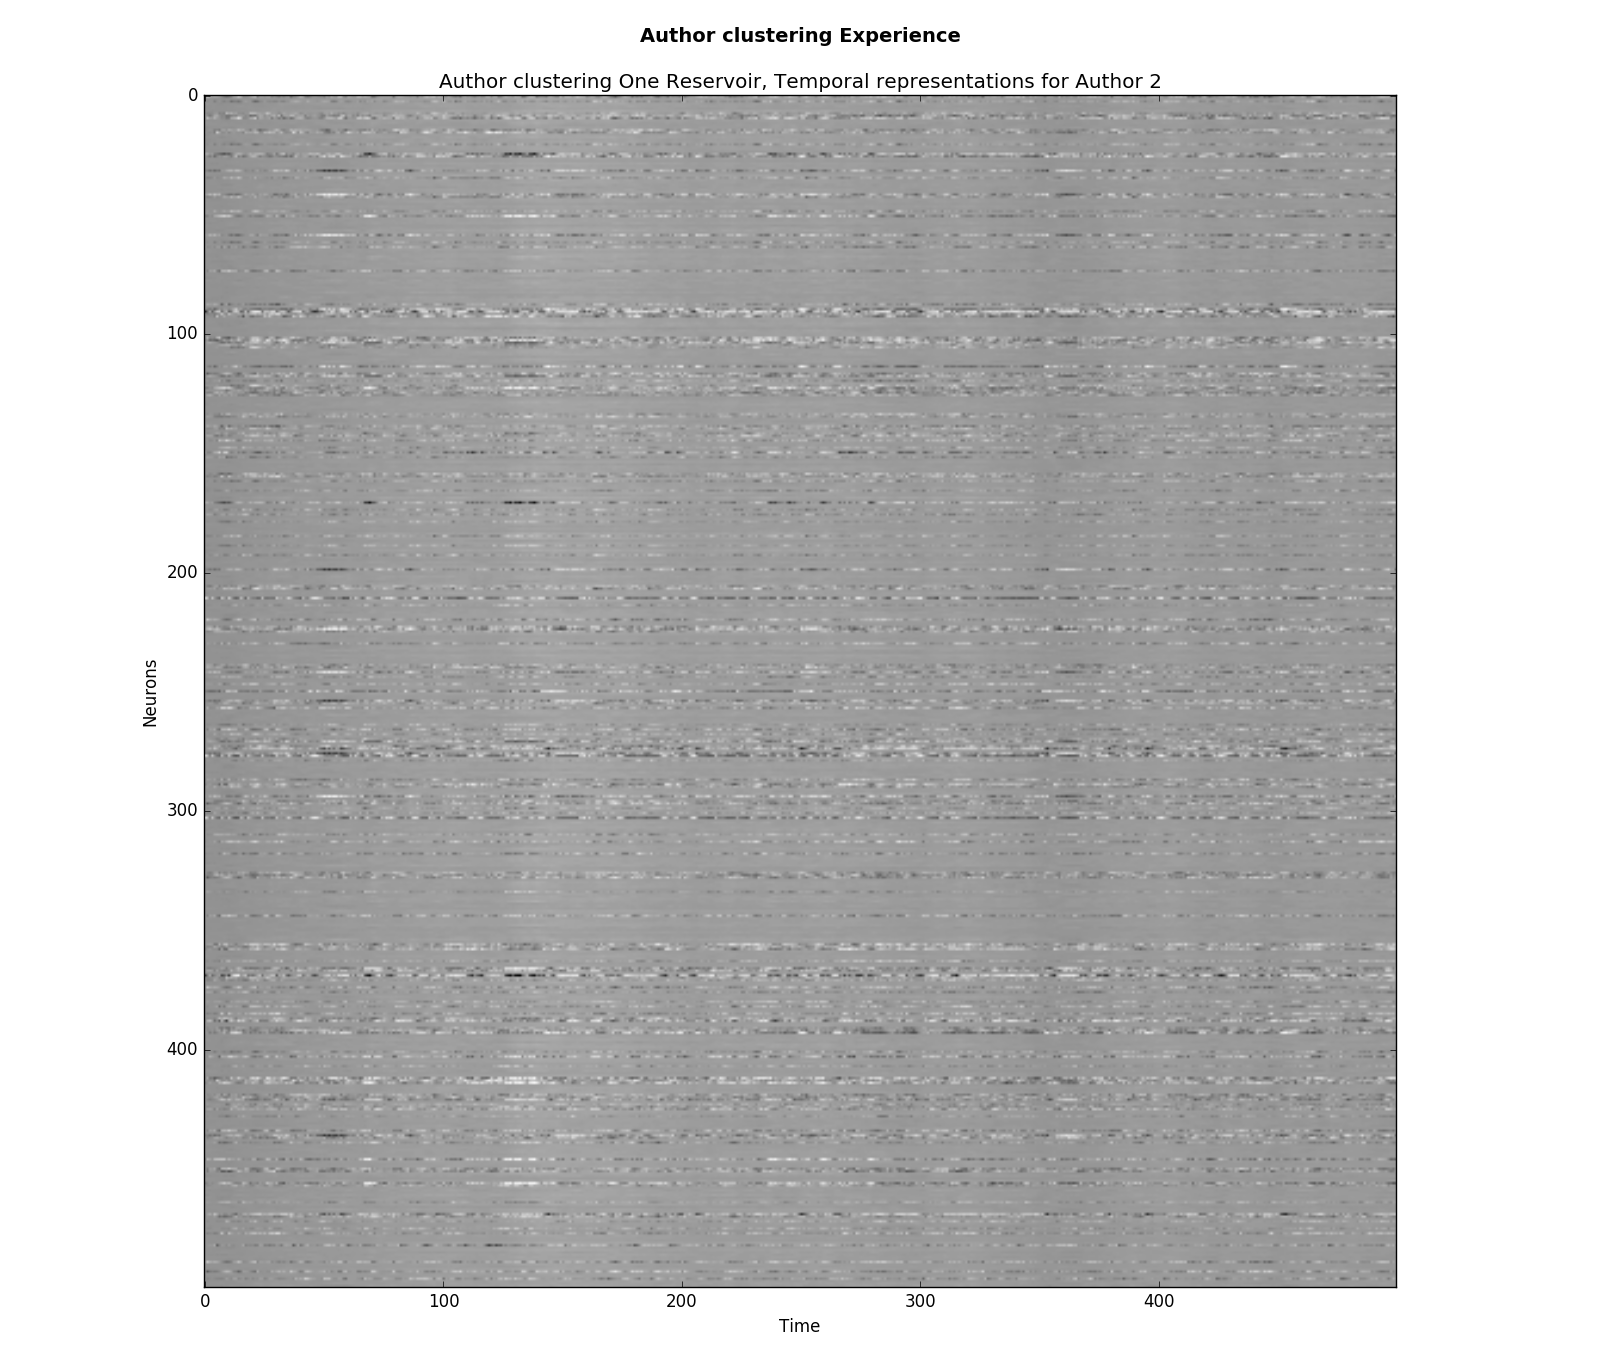 Author clustering Experience
Author clustering One Reservoir, Temporal representations for Author 2
0
100
200
300
400
Neurons
0 100 200 300 400
Time